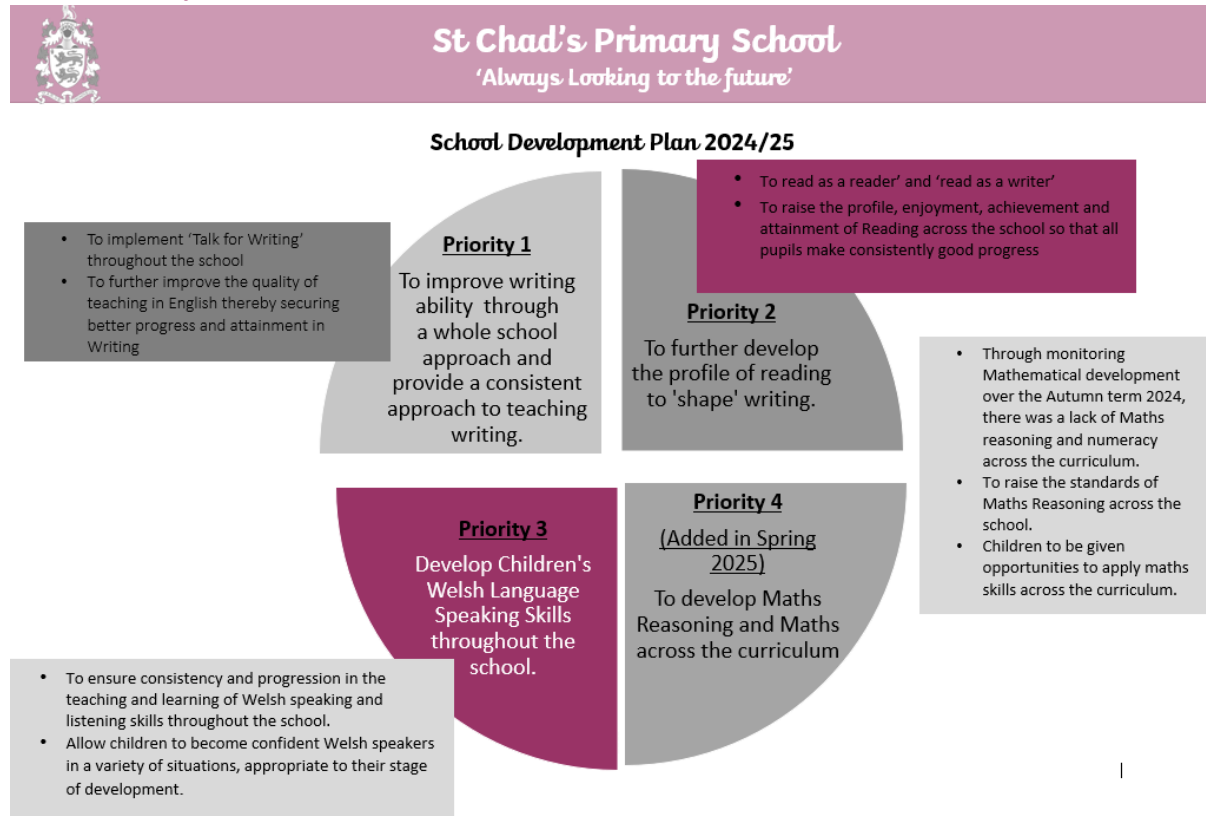 St Chad's Primary School
'Always Looking to the future'
School Development Plan 2024/25
• To implement 'Talk for Writing'
throughout the school
• To further improve the quality of
teaching in English thereby securing
better progress and attainment in
Writing
Priority 1
To improve writing
ability through
a whole school
approach and
provide a consistent
approach to teaching
writing.
• To read as a reader' and 'read as a writer'
• To raise the profile, enjoyment, achievement and
attainment of Reading across the school so that all
pupils make consistently good progress
Priority 2
To further develop
the profile of reading
to 'shape' writing.
• Through monitoring
Mathematical development
over the Autumn term 2024,
there was a lack of Maths
reasoning and numeracy
across the curriculum.
• To raise the standards of
Maths Reasoning across the
school.
• Children to be given
opportunities to apply maths
skills across the curriculum.
Priority 3
Develop Children's
Welsh Language
Speaking Skills
throughout the
school.
Priority 4
(Added in Spring
2025)
To develop Maths
Reasoning and Maths
across the curriculum
• To ensure consistency and progression in the
teaching and learning of Welsh speaking and
listening skills throughout the school.
• Allow children to become confident Welsh speakers
in a variety of situations, appropriate to their stage
of development.